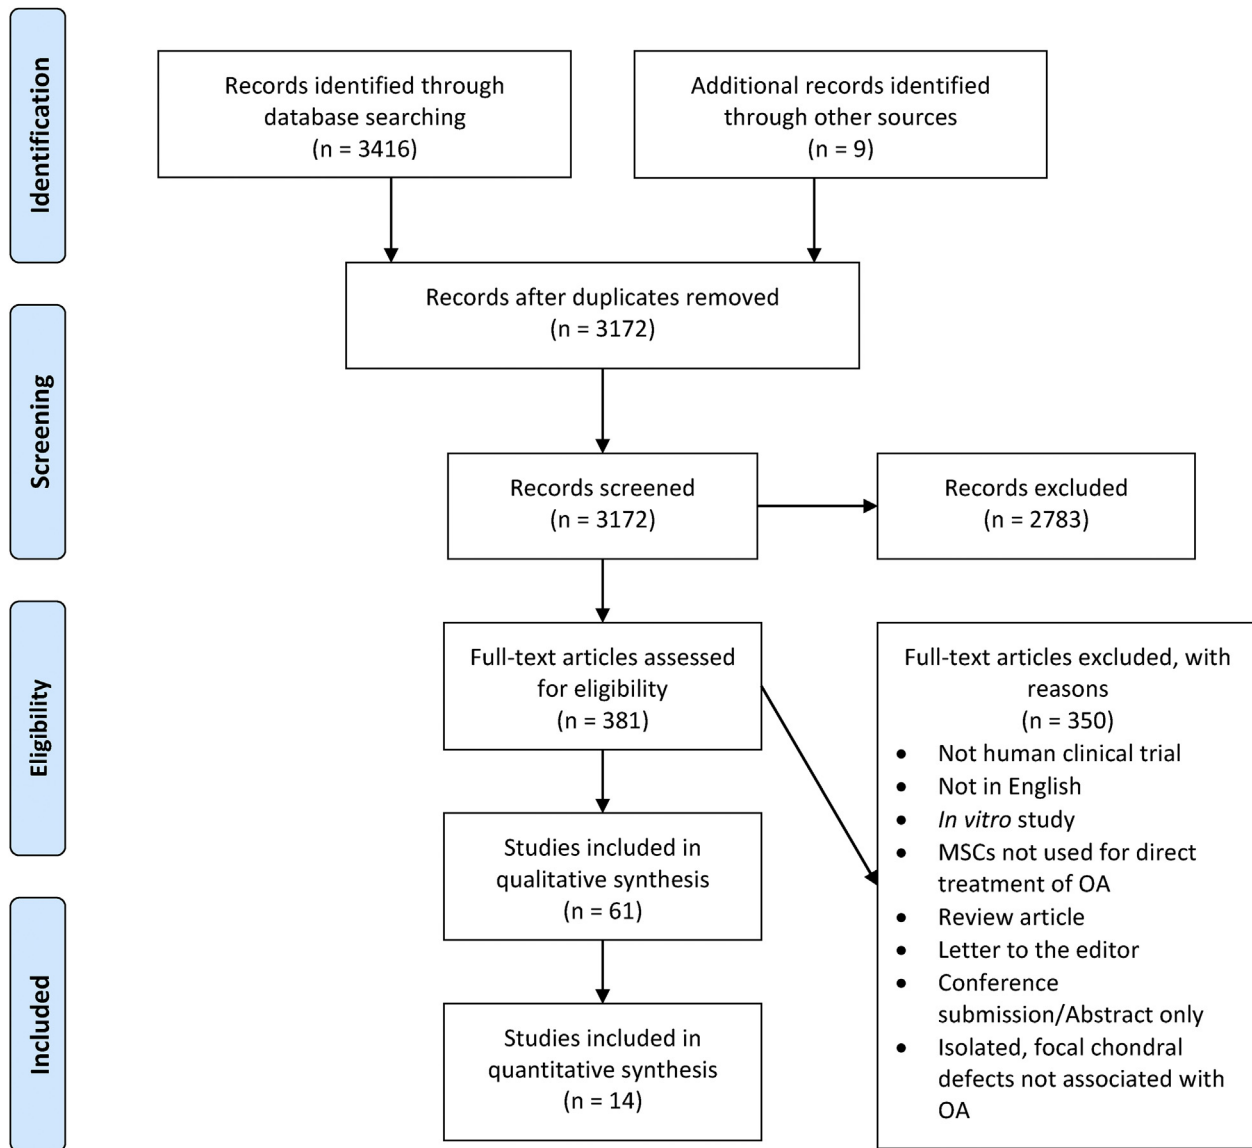 Identification
Records identified through
database searching
(n = 3416)
Additional records identified
through other sources
(n = 9)
Records after duplicates removed
(n = 3172)
Screening
Records screened
(n = 3172)
Records excluded
(n = 2783)
Eligibility
Full-text articles assessed
for eligibility
(n = 381)
Full-text articles excluded, with
reasons
(n = 350)
• Not human clinical trial
• Not in English
• In vitro study
• MSCs not used for direct
treatment of OA
• Review article
• Letter to the editor
• Conference
submission/Abstract only
• Isolated, focal chondral
defects not associated with
OA
Studies included in
qualitative synthesis
(n = 61)
Included
Studies included in
quantitative synthesis
(n = 14)